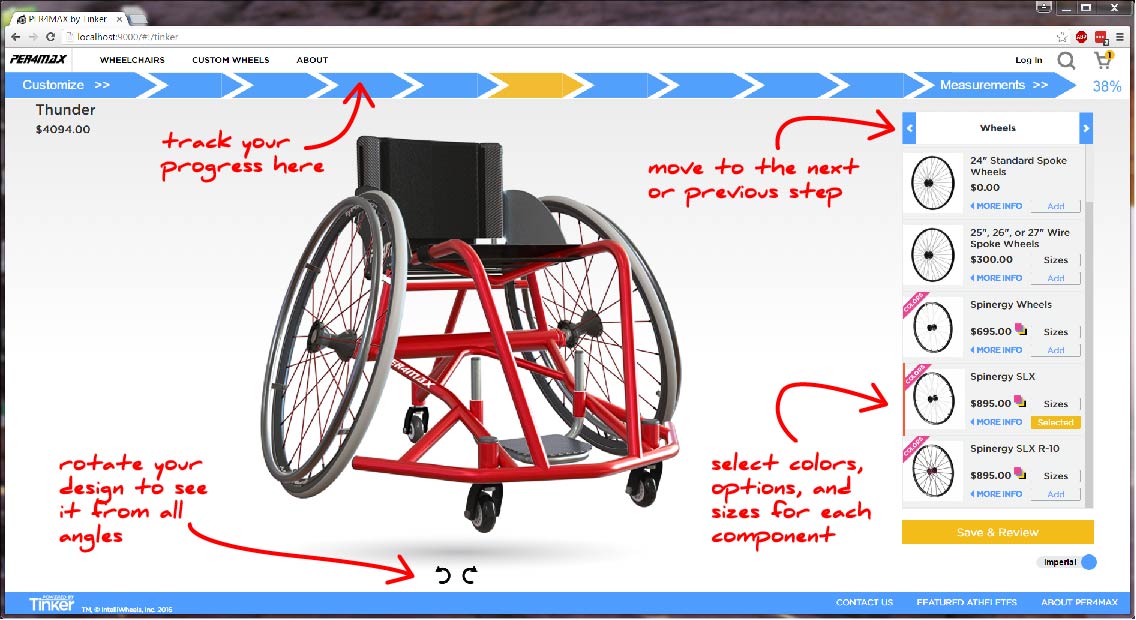 PER4MAX by Tinker
localhost:9000/#!/tinker
PER4MAX
WHEELCHAIRS
CUSTOM WHEELS
ABOUT
Log In
1
Customize >>
Measurements >>
38%
Thunder
$4094.00
track your
progress here
move to the next
or previous step
Wheels
24" Standard Spoke
Wheels
$0.00
MORE INFO
Add
25", 26", or 27" Wire
Spoke Wheels
$300.00
Sizes
MORE INFO
Add
COLORS
Spinergy Wheels
$695.00
Sizes
MORE INFO
Add
COLORS
Spinergy SLX
$895.00
Sizes
MORE INFO
Selected
COLORS
Spinergy SLX R-10
$895.00
Sizes
MORE INFO
Add
PER4MAX
rotate your
design to see
it from all
angles
select colors,
options, and
sizes for each
component
Save & Review
Imperial
POWERED BY
Tinker
TM, © IntelliWheels, Inc. 2016
CONTACT US
FEATURED ATHELETES
ABOUT PER4MAX